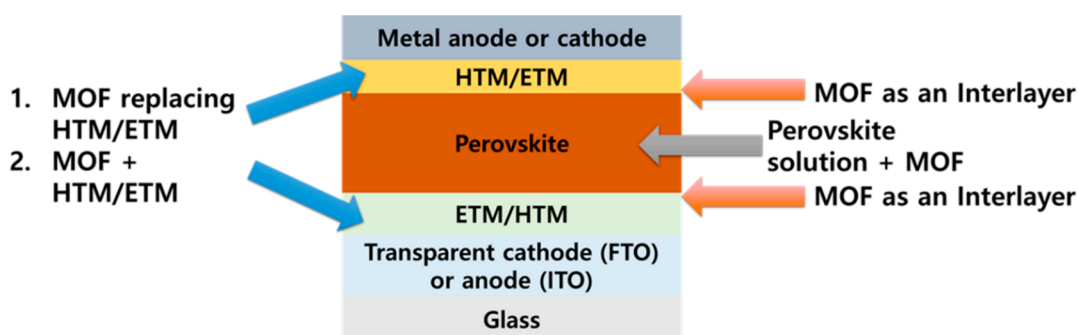 Metal anode or cathode
HTM/ETM
Perovskite
ETM/HTM
Transparent cathode (FTO)
or anode (ITO)
Glass
1. MOF replacing
HTM/ETM
2. MOF +
HTM/ETM
MOF as an Interlayer
Perovskite
solution + MOF
MOF as an Interlayer